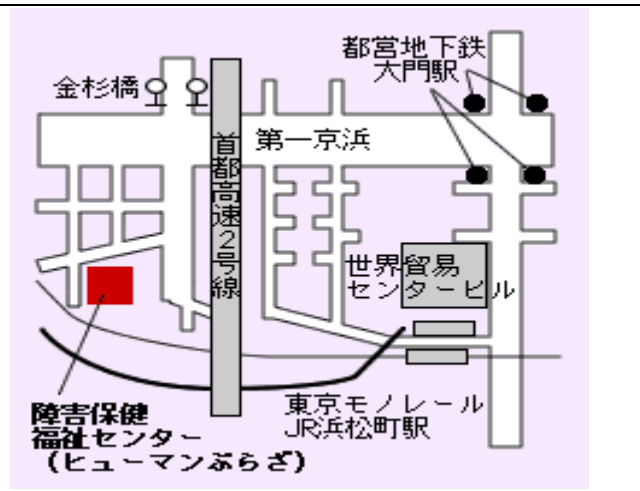 都営地下鉄
大門駅
金杉橋
第一京浜
首都高速2号線
世界貿易
センタービル
東京モノレール
JR浜松町駅
障害保健
福祉センター
(ヒューマンぷらざ)